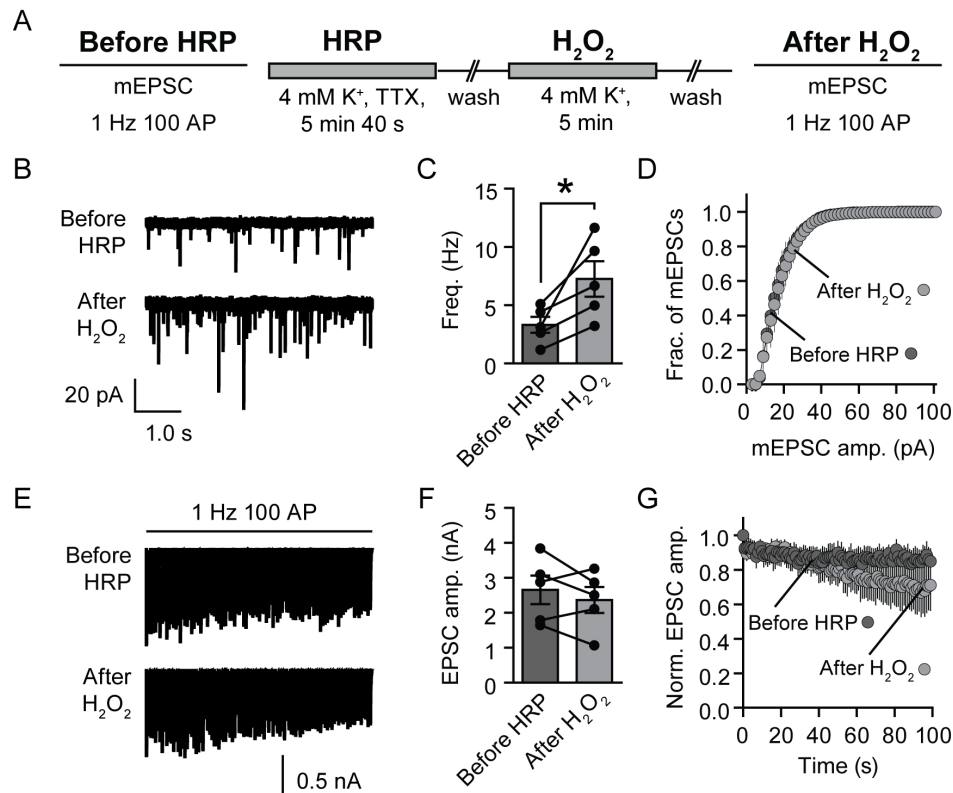 A
Before HRP
mEPSC
1 Hz 100 AP
HRP
4 mM K⁺, TTX,
5 min 40 s
wash
H₂O₂
4 mM K⁺,
5 min
wash
After H₂O₂
mEPSC
1 Hz 100 AP
B
Before
HRP
After
H₂O₂
20 pA
1.0 s
C
*
Freq. (Hz)
15
10
5
0
Before HRP
After H₂O₂
D
Frac. of mEPSCs
1.0
0.8
0.6
0.4
0.2
0.0
After H₂O₂
Before HRP
0 20 40 60 80 100
mEPSC amp. (pA)
E
1 Hz 100 AP
Before
HRP
After
H₂O₂
0.5 nA
F
EPSC amp. (nA)
5
4
3
2
1
0
Before HRP
After H₂O₂
G
Norm. EPSC amp.
1.0
0.8
0.6
0.4
0.2
0.0
Before HRP
After H₂O₂
0 20 40 60 80 100
Time (s)